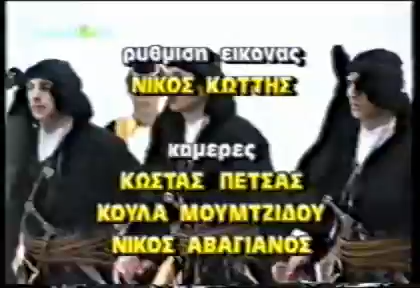 ρυθμιση εικονας
ΝΙΚΟΣ ΚΩΤΤΗΣ
καμερες
ΚΩΣΤΑΣ ΠΕΤΣΑΣ
ΚΟΥΛΑ ΜΟΥΜΤΖΙΔΟΥ
ΝΙΚΟΣ ΑΒΑΓΙΑΝΟΣ